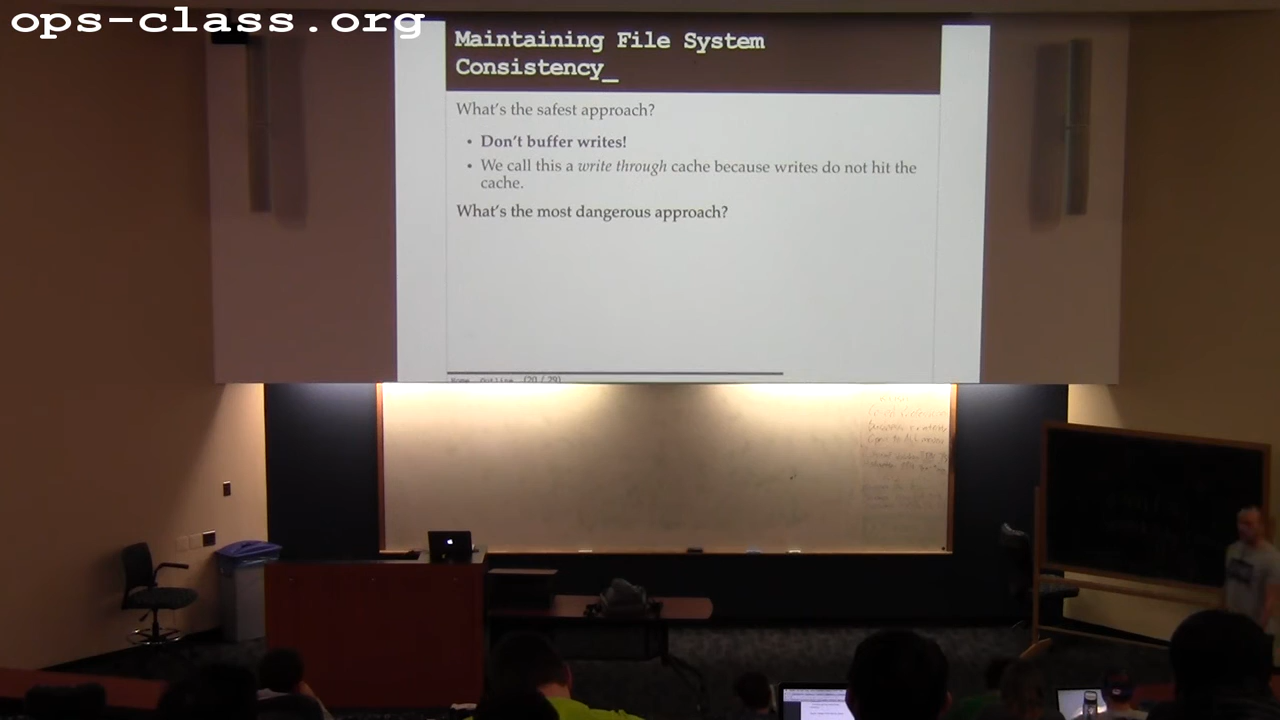 ops-class.org
Maintaining File System
Consistency_
What's the safest approach?
• Don't buffer writes!
• We call this a write through cache because writes do not hit the
cache.
What's the most dangerous approach?